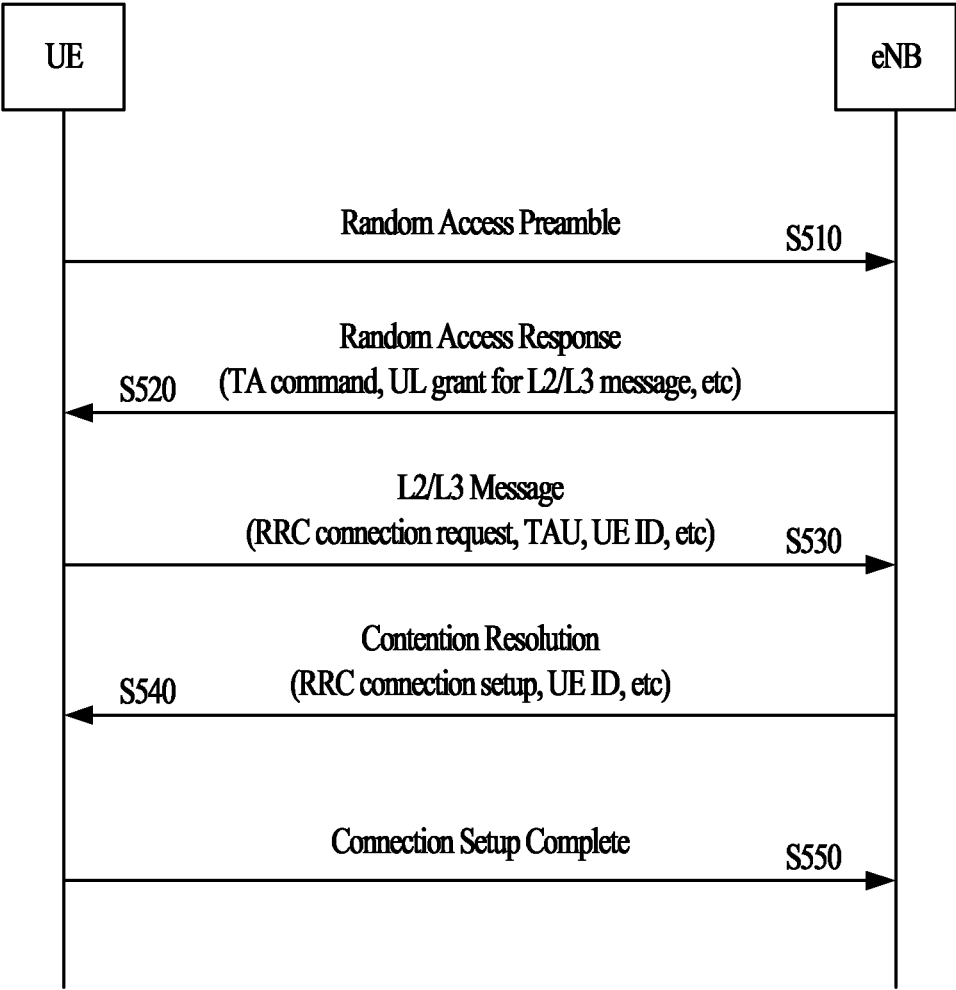 UE
eNB
Random Access Preamble
S510
Random Access Response
S520
(TA command, UL grant for L2/L3 message, etc)
L2/L3 Message
(RRC connection request, TAU, UE ID, etc)
S530
Contention Resolution
S540
(RRC connection setup, UE ID, etc)
Connection Setup Complete
S550